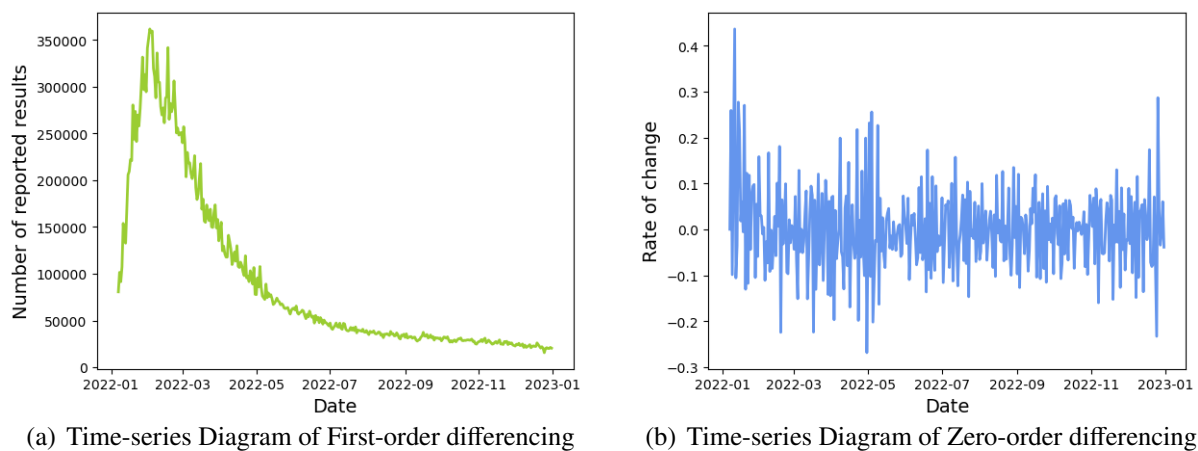 350000
300000
250000
200000
150000
100000
50000
0
Number of reported results
2022-01 2022-03 2022-05 2022-07 2022-09 2022-11 2023-01
Date
(a) Time-series Diagram of First-order differencing
0.4
0.3
0.2
0.1
0.0
−0.1
−0.2
−0.3
Rate of change
2022-01 2022-03 2022-05 2022-07 2022-09 2022-11 2023-01
Date
(b) Time-series Diagram of Zero-order differencing